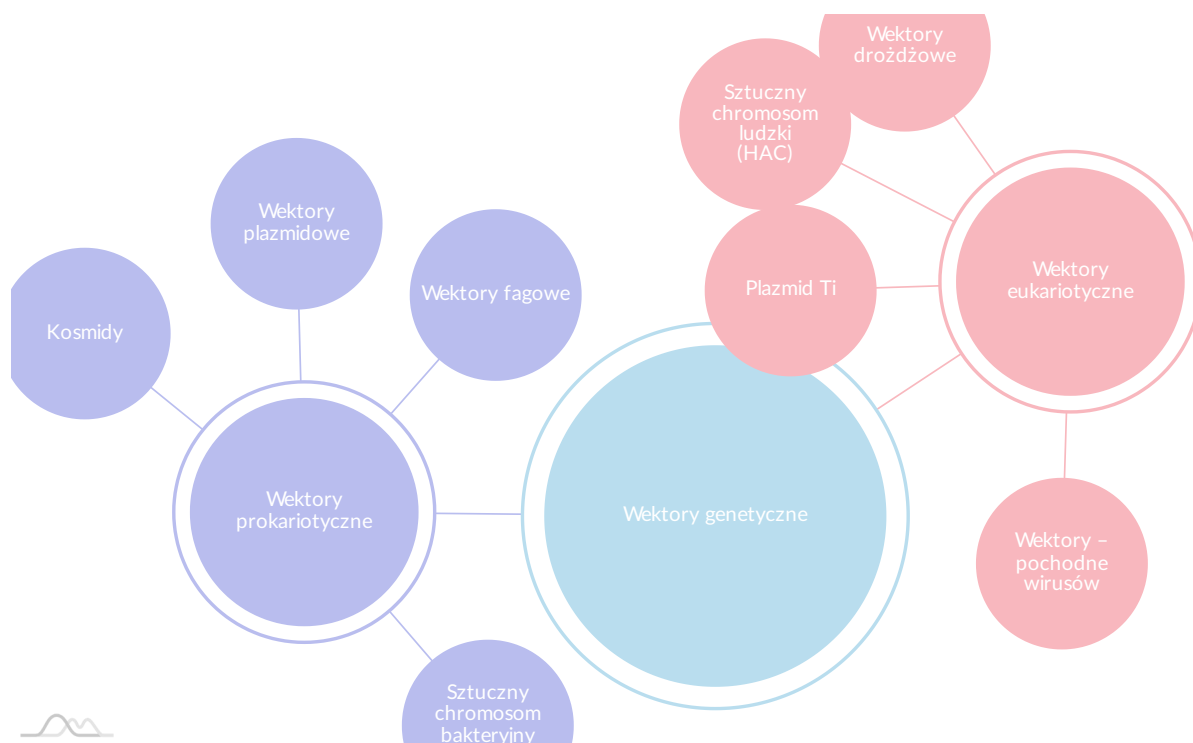 Wektory
drożdżowe
Sztuczny
chromosom
ludzki
(HAC)
Wektory
plazmidowe
Wektory fagowe
Plazmid Ti
Wektory
eukariotyczne
Kosmidy
Wektory
prokariotyczne
Wektory genetyczne
Wektory –
pochodne
wirusów
Sztuczny
chromosom
bakteryjny